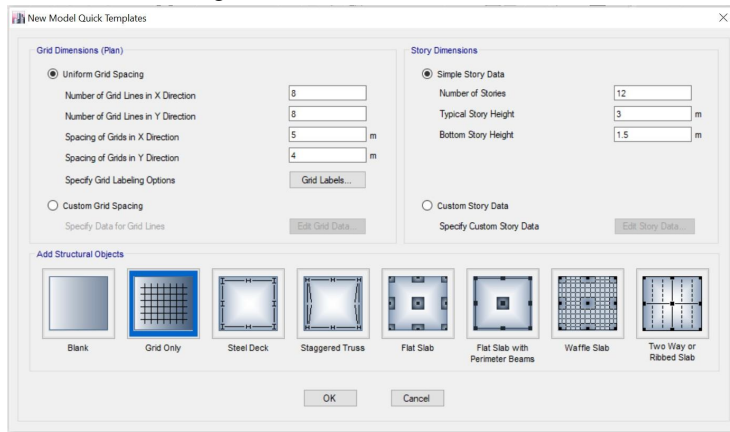 New Model Quick Templates
Grid Dimensions (Plan)
Uniform Grid Spacing
Number of Grid Lines in X Direction 8
Number of Grid Lines in Y Direction 8
Spacing of Grids in X Direction 5 m
Spacing of Grids in Y Direction 4 m
Specify Grid Labeling Options Grid Labels...
Custom Grid Spacing
Specify Data for Grid Lines Edit Grid Data...
Story Dimensions
Simple Story Data
Number of Stories 12
Typical Story Height 3 m
Bottom Story Height 1.5 m
Custom Story Data
Specify Custom Story Data Edit Story Data...
Add Structural Objects
Blank
Grid Only
Steel Deck
Staggered Truss
Flat Slab
Flat Slab with
Perimeter Beams
Waffle Slab
Two Way or
Ribbed Slab
OK Cancel